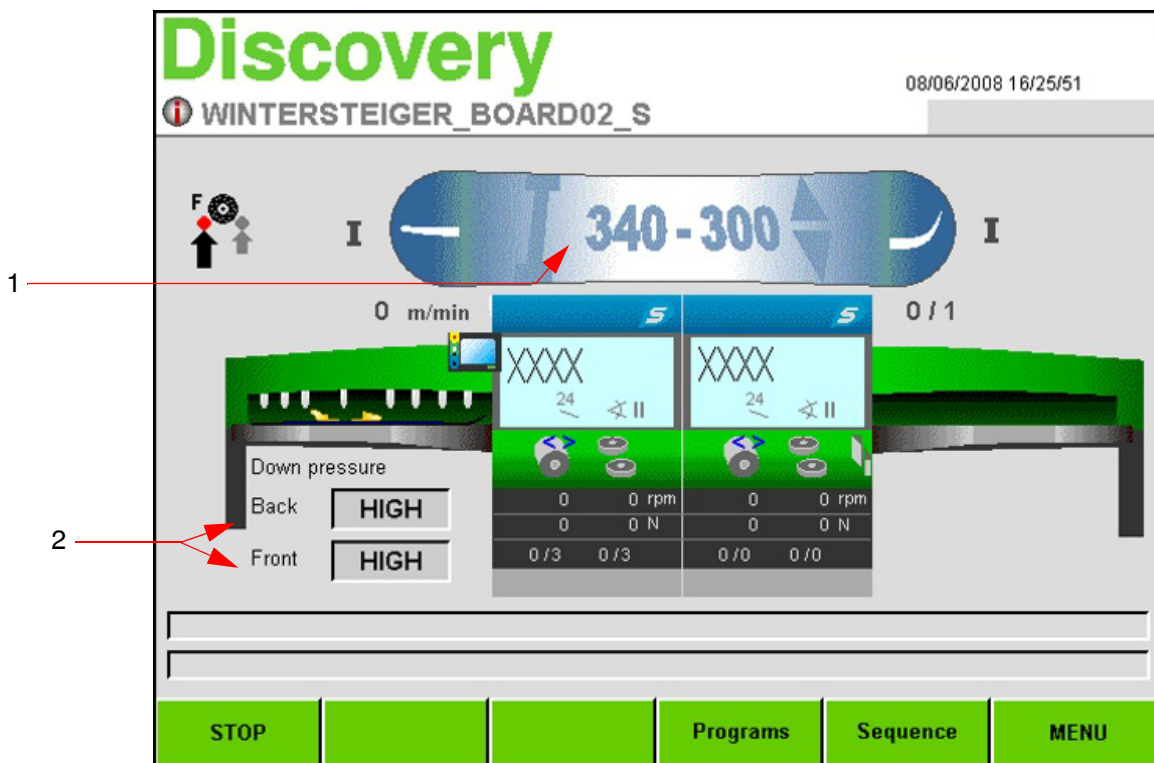 Discovery
08/06/2008 16/25/51
WINTERSTEIGER_BOARD02_S
F
I 340 - 300 I
1
0 m/min S S 0 / 1
XXXX XXXX
24 II 24 II
< > < >
Down pressure
Back HIGH
0 0 rpm 0 0 rpm
0 0 N 0 0 N
2
Front HIGH
0 / 3 0 / 3 0 / 0 0 / 0
STOP Programs Sequence MENU